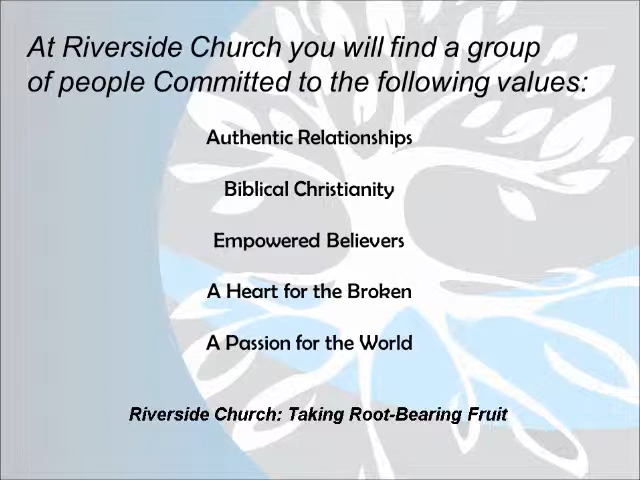 At Riverside Church you will find a group
of people Committed to the following values:
Authentic Relationships
Biblical Christianity
Empowered Believers
A Heart for the Broken
A Passion for the World
Riverside Church: Taking Root-Bearing Fruit